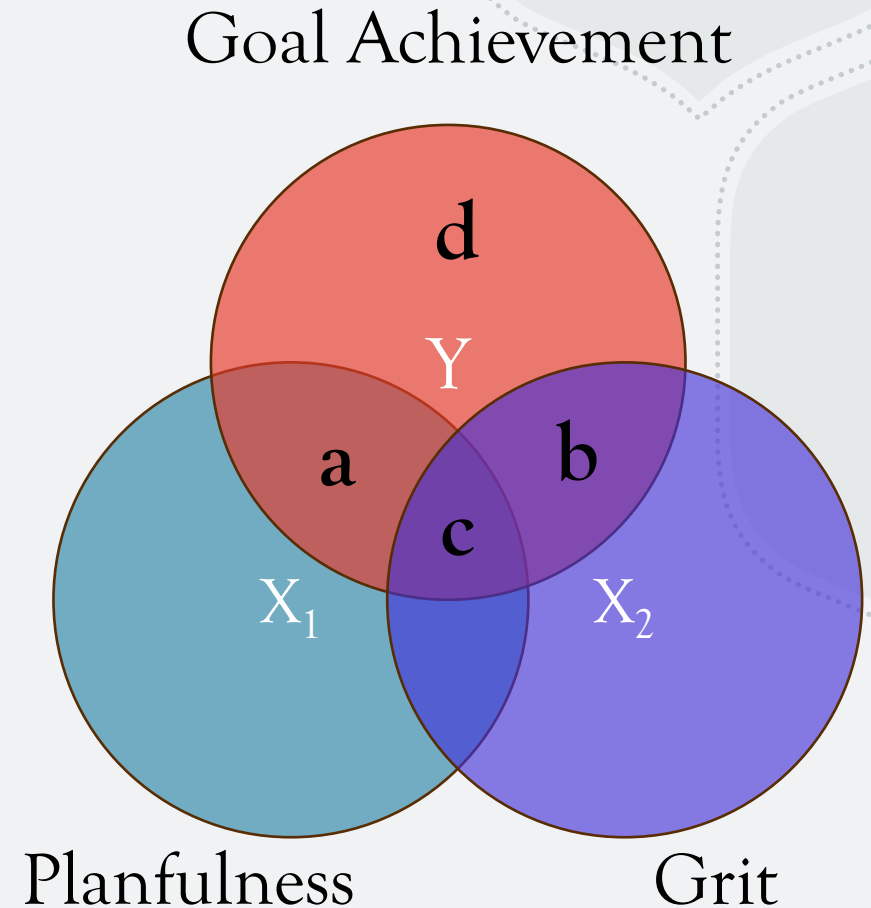 Goal Achievement
d
Y
a
b
c
X₁
X₂
Planfulness
Grit